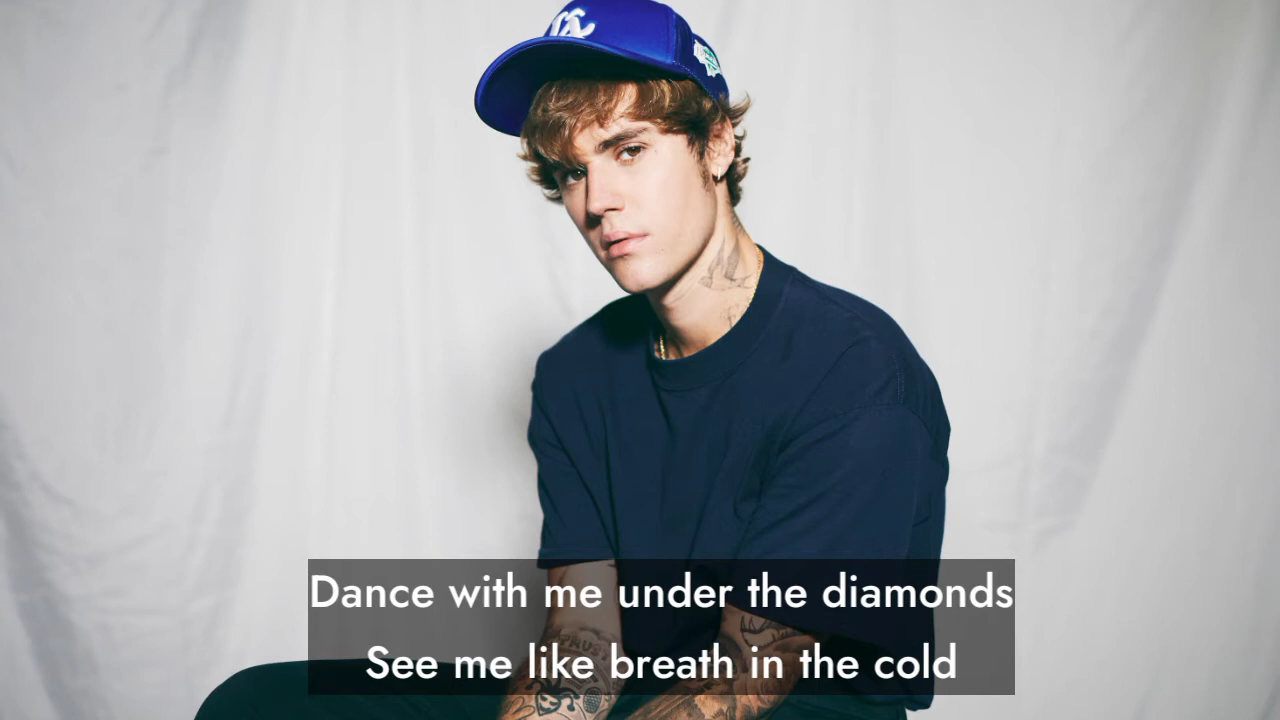 Dance with me under the diamonds
See me like breath in the cold